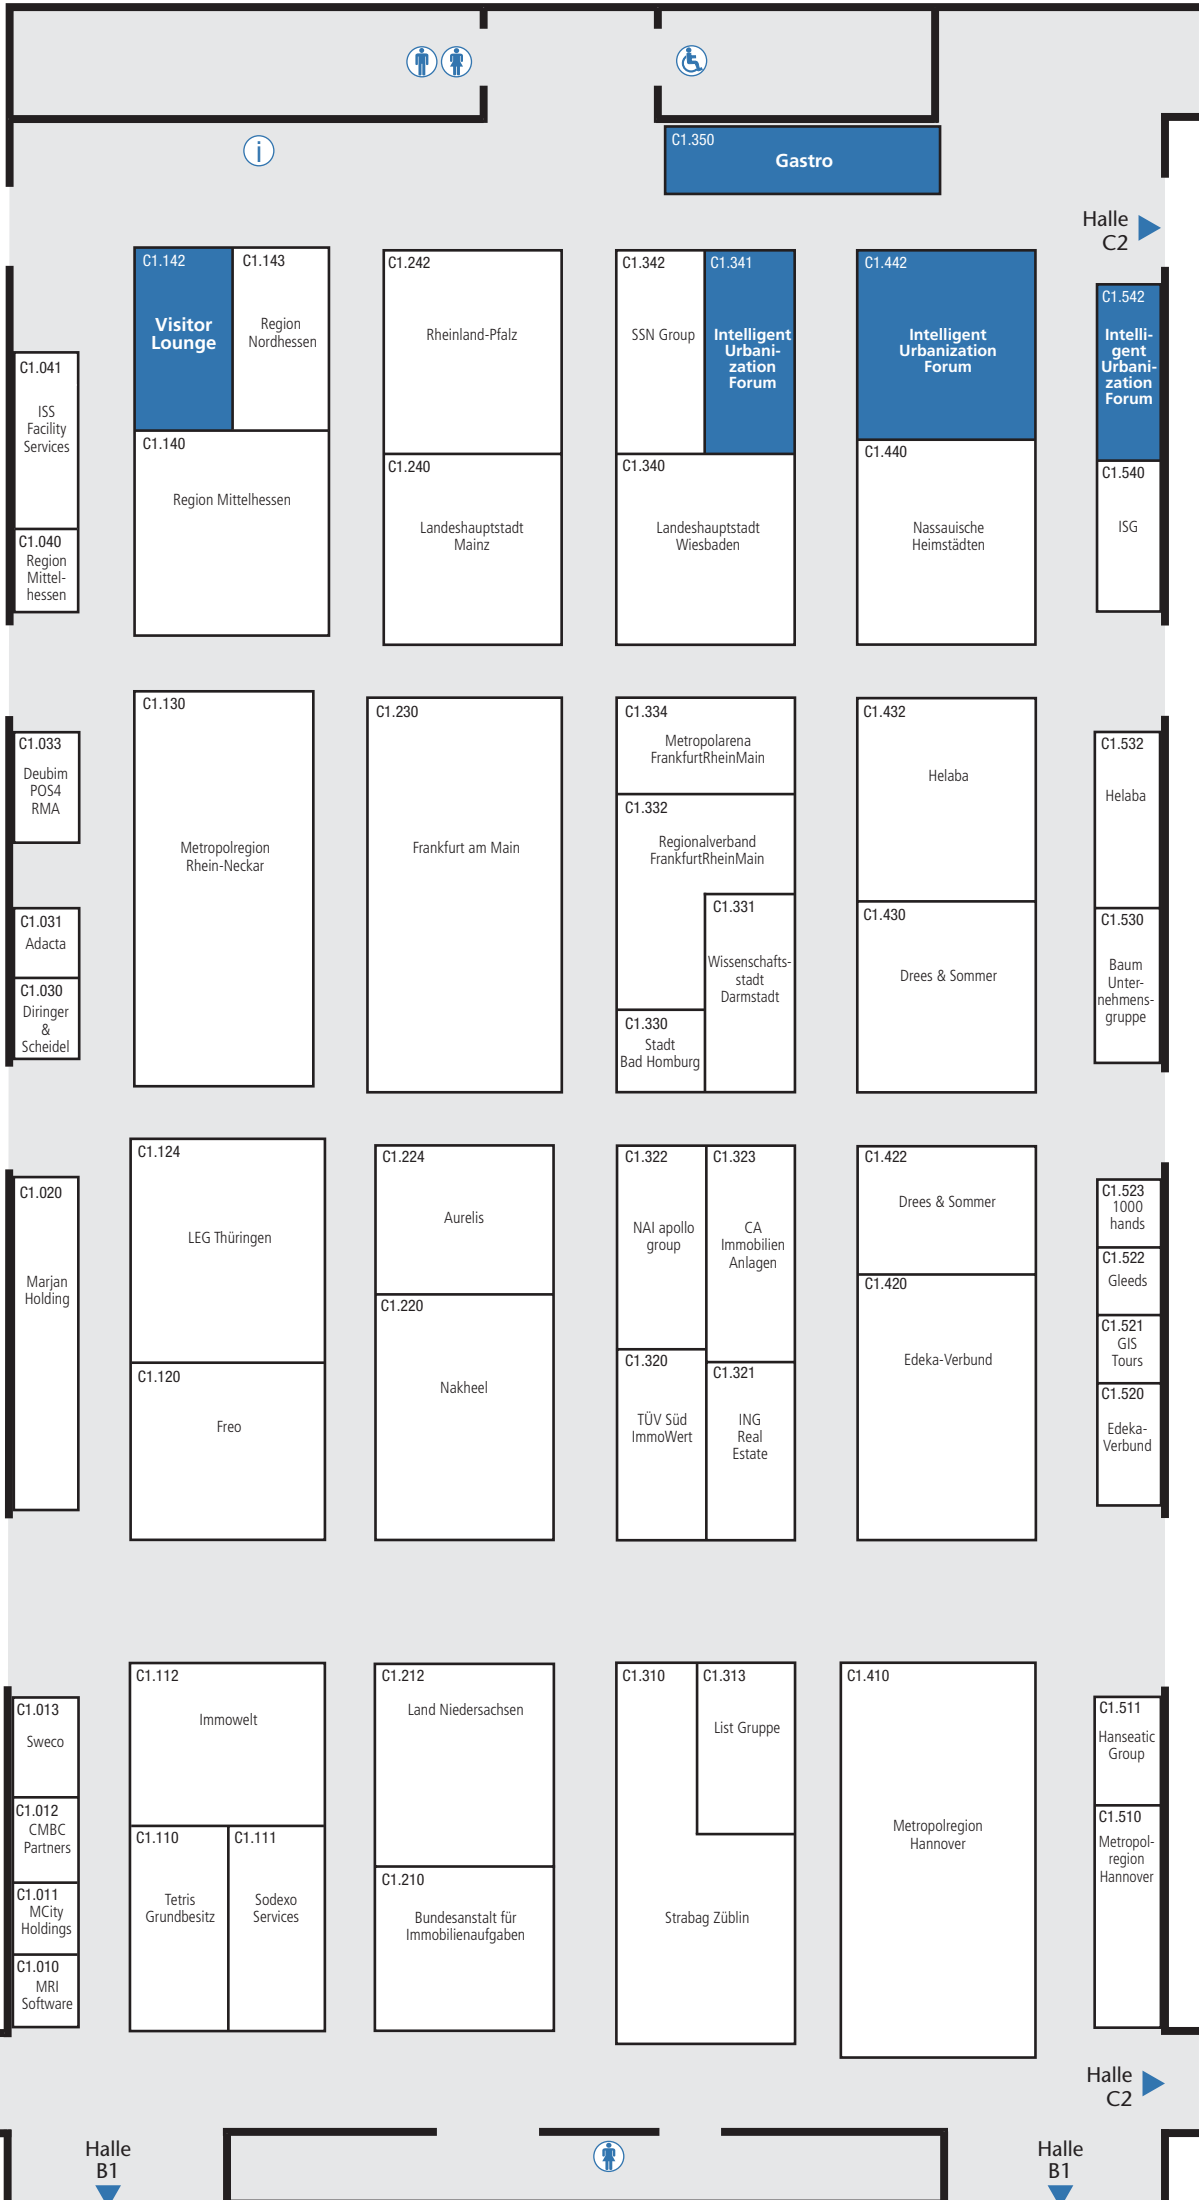 i
C1.350
Gastro
Halle
C2
C1.142
Visitor
Lounge
C1.143
Region
Nordhessen
C1.140
Region Mittelhessen
C1.242
Rheinland-Pfalz
C1.240
Landeshauptstadt
Mainz
C1.342
SSN Group
C1.341
Intelligent
Urbani-
zation
Forum
C1.340
Landeshauptstadt
Wiesbaden
C1.442
Intelligent
Urbanization
Forum
C1.440
Nassauische
Heimstädten
C1.542
Intelli-
gent
Urbani-
zation
Forum
C1.540
ISG
C1.041
ISS
Facility
Services
C1.040
Region
Mittel-
hessen
C1.033
Deubim
POS4
RMA
C1.031
Adacta
C1.030
Diringer
&
Scheidel
C1.130
Metropolregion
Rhein-Neckar
C1.230
Frankfurt am Main
C1.334
Metropolarena
FrankfurtRheinMain
C1.332
Regionalverband
FrankfurtRheinMain
C1.331
Wissenschafts-
stadt
Darmstadt
C1.330
Stadt
Bad Homburg
C1.432
Helaba
C1.430
Drees & Sommer
C1.532
Helaba
C1.530
Baum
Unter-
nehmens-
gruppe
C1.020
Marjan
Holding
C1.124
LEG Thüringen
C1.120
Freo
C1.224
Aurelis
C1.220
Nakheel
C1.322
NAI apollo
group
C1.323
CA
Immobilien
Anlagen
C1.320
TÜV Süd
ImmoWert
C1.321
ING
Real
Estate
C1.422
Drees & Sommer
C1.420
Edeka-Verbund
C1.523
1000
hands
C1.522
Gleeds
C1.521
GIS
Tours
C1.520
Edeka-
Verbund
C1.013
Sweco
C1.012
CMBC
Partners
C1.011
MCity
Holdings
C1.010
MRI
Software
C1.112
Immowelt
C1.110
Tetris
Grundbesitz
C1.111
Sodexo
Services
C1.212
Land Niedersachsen
C1.210
Bundesanstalt für
Immobilienaufgaben
C1.310
C1.313
List Gruppe
Strabag Züblin
C1.410
Metropolregion
Hannover
C1.511
Hanseatic
Group
C1.510
Metropol-
region
Hannover
Halle
C2
Halle
B1
Halle
B1